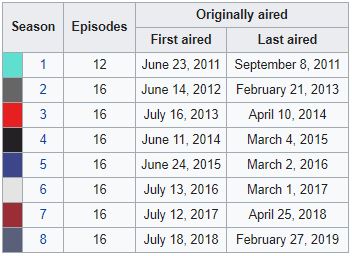 Season Episodes Originally aired
First aired Last aired
1 12 June 23, 2011 September 8, 2011
2 16 June 14, 2012 February 21, 2013
3 16 July 16, 2013 April 10, 2014
4 16 June 11, 2014 March 4, 2015
5 16 June 24, 2015 March 2, 2016
6 16 July 13, 2016 March 1, 2017
7 16 July 12, 2017 April 25, 2018
8 16 July 18, 2018 February 27, 2019